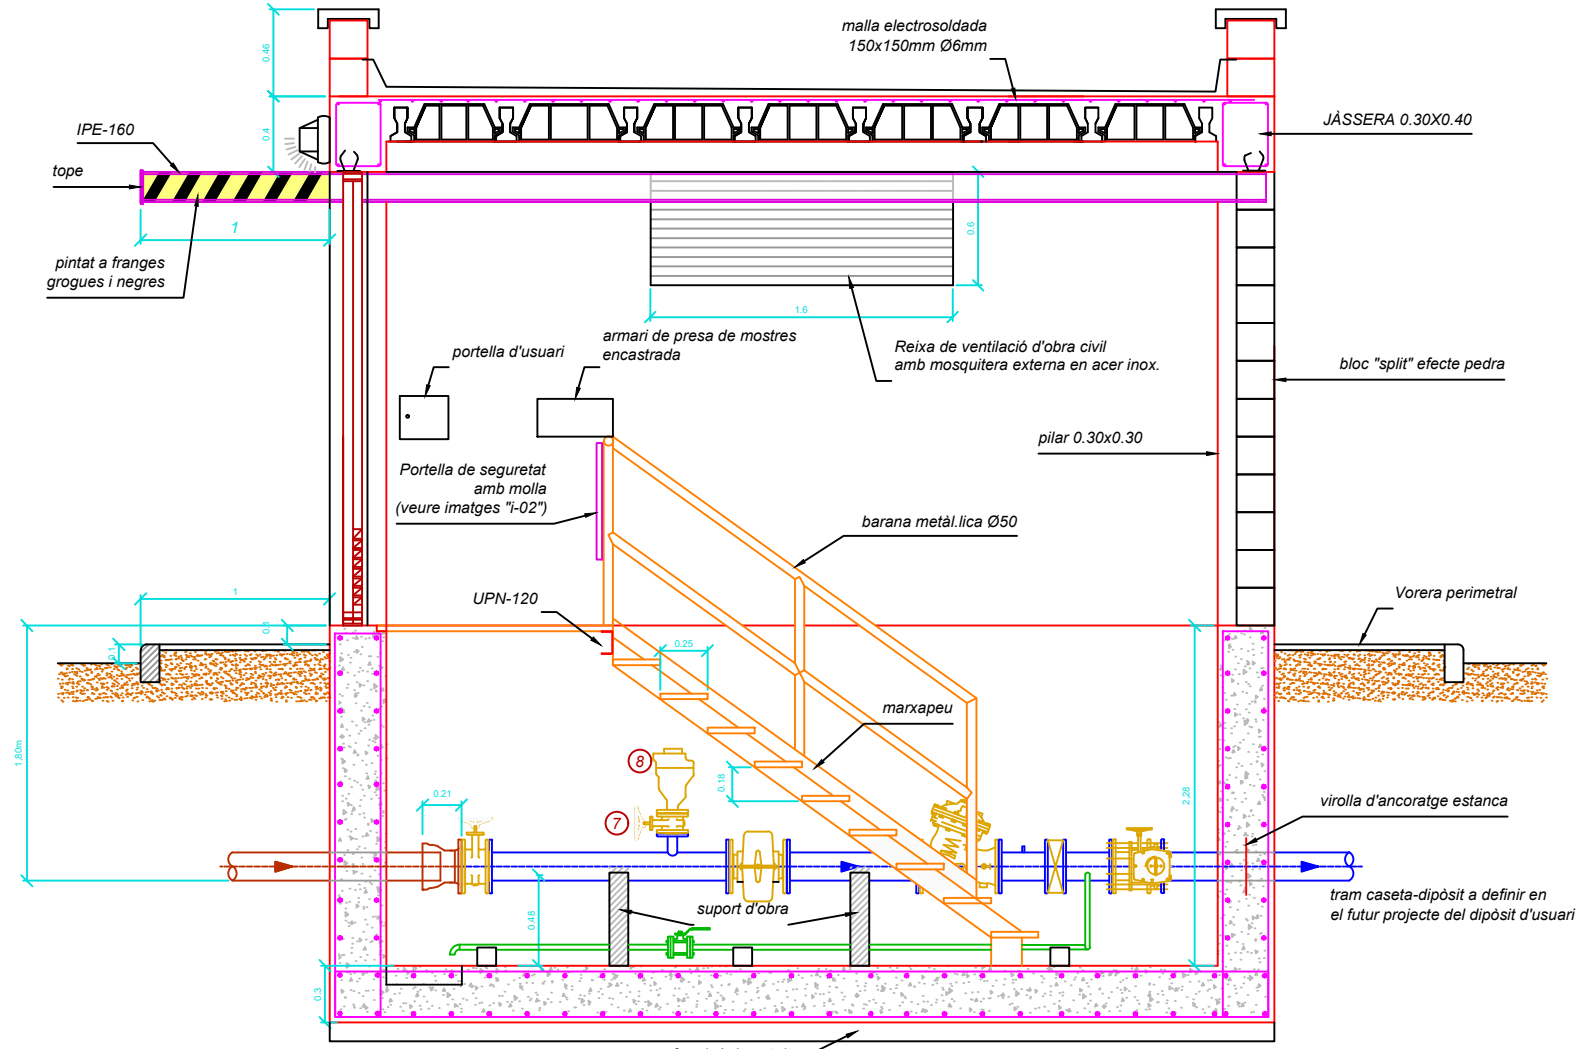 malla electrosoldada
150x150mm Ø6mm
0.46
0.4
IPE-160
JÀSSERA 0.30X0.40
tope
1
0.6
pintat a franges
grogues i negres
1.6
portella d'usuari
armari de presa de mostres
encastrada
Reixa de ventilació d'obra civil
amb mosquitera externa en acer inox.
bloc "split" efecte pedra
pilar 0.30x0.30
Portella de seguretat
amb molla
(veure imatges "i-02")
barana metàl.lica Ø50
1
UPN-120
Vorera perimetral
0.1
0.1
0.25
marxapeu
1,80m
8
0.18
2,28
0.21
7
virolla d'ancoratge estanca
suport d'obra
0.48
tram caseta-dipòsit a definir en
el futur projecte del dipòsit d'usuari
0.3